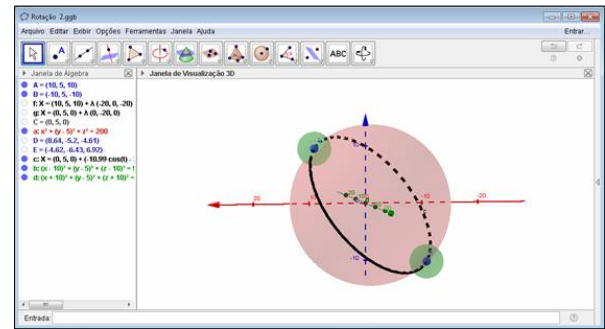 Rotação 2.ggb
Arquivo Editar Exibir Opções Ferramentas Janela Ajuda
Entrar...
ABC
Janela de Álgebra
Janela de Visualização 3D
A = (10, 5, 10)
B = (-10, 5, -10)
f: X = (10, 5, 10) + λ (-20, 0, -20)
g: X = (0, 5, 0) + λ (0, -20, 0)
C = (0, 5, 0)
a: x² + (y - 5)² + z² = 200
D = (8.64, -5.2, -4.61)
E = (-4.62, -6.43, 6.92)
c: X = (0, 5, 0) + (-10.99 cos(t) -
b: (x - 10)² + (y - 5)² + (z - 10)² =
d: (x + 10)² + (y - 5)² + (z + 10)² =
20
10
-10
-20
-10
Entrada: